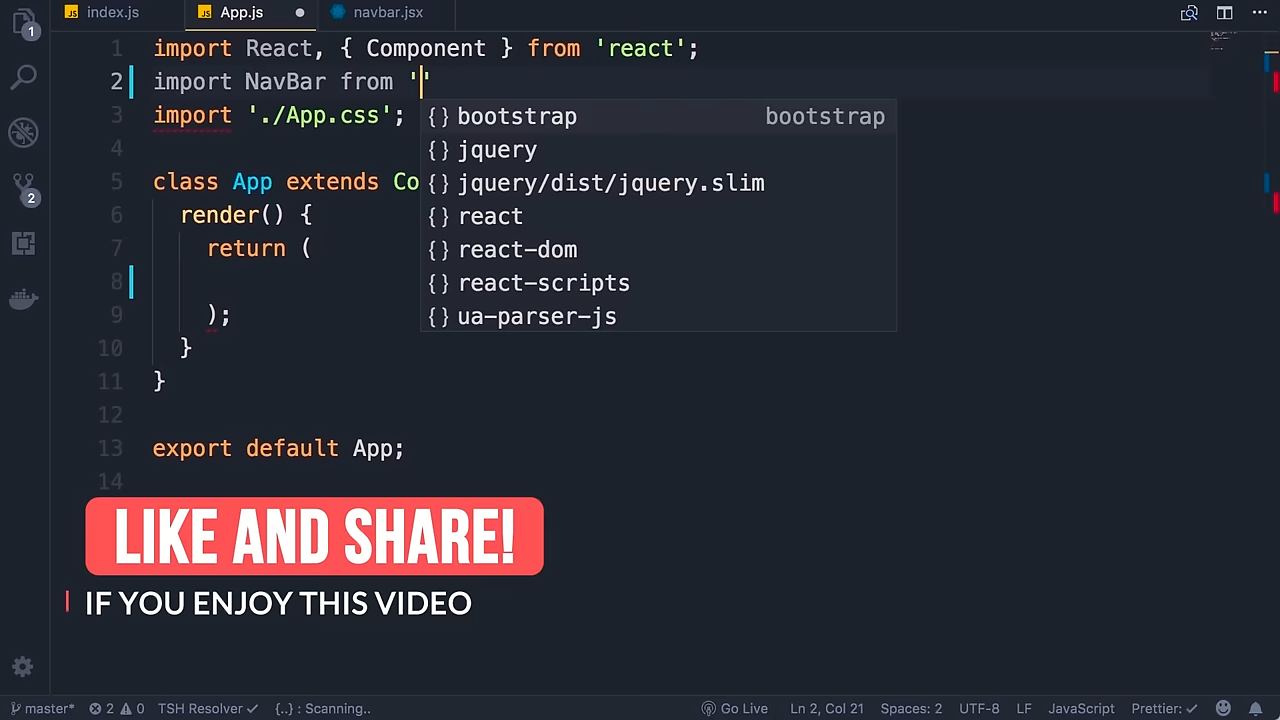 index.js
App.js
navbar.jsx
1
1 import React, { Component } from 'react';
2 import NavBar from ''
3 import './App.css';
4
5 class App extends Co
6 render() {
7 return (
8
9 );
10 }
11 }
12
13 export default App;
14
{} bootstrap bootstrap
{} jquery
{} jquery/dist/jquery.slim
{} react
{} react-dom
{} react-scripts
{} ua-parser-js
2
LIKE AND SHARE!
IF YOU ENJOY THIS VIDEO
master* 2 0 TSH Resolver {..} : Scanning.. Go Live Ln 2, Col 21 Spaces: 2 UTF-8 LF JavaScript Prettier: